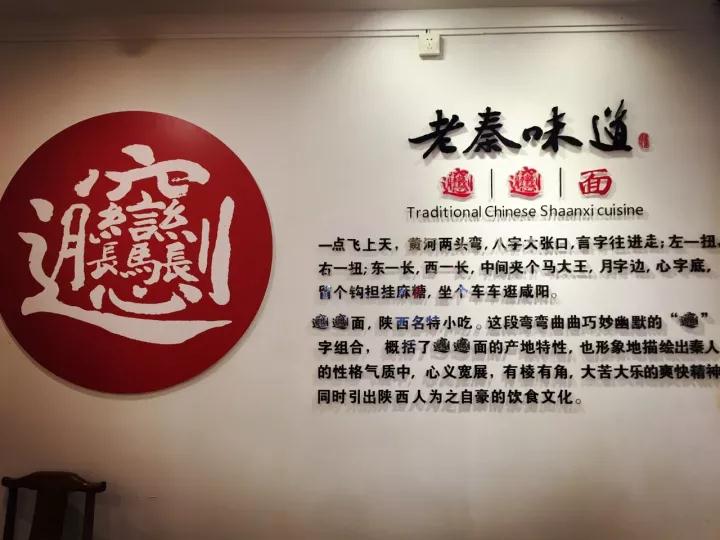 𰻞
老秦味道
𰻞|𰻞|面
Traditional Chinese Shaanxi cuisine
一点飞上天，黄河两头弯，八字大张口，言字往进走；左一扭，
右一扭；东一长，西一长，中间夹个马大王，月字边，心字底，
留个钩担挂麻糖，坐个车车逛咸阳。
𰻞𰻞面，陕西名特小吃。这段弯弯曲曲巧妙幽默的“𰻞”
字组合，概括了𰻞𰻞面的产地特性，也形象地描绘出秦人
的性格气质中，心义宽展，有棱有角，大苦大乐的爽快精神
同时引出陕西人为之自豪的饮食文化。